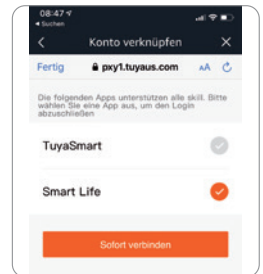 08:47
Suchen
Konto verknüpfen
Fertig pxy1.tuyaus.com AA
Die folgenden Apps unterstützen alle skill. Bitte
wählen Sie eine App aus, um den Login
abzuschließen
TuyaSmart
Smart Life
Sofort verbinden